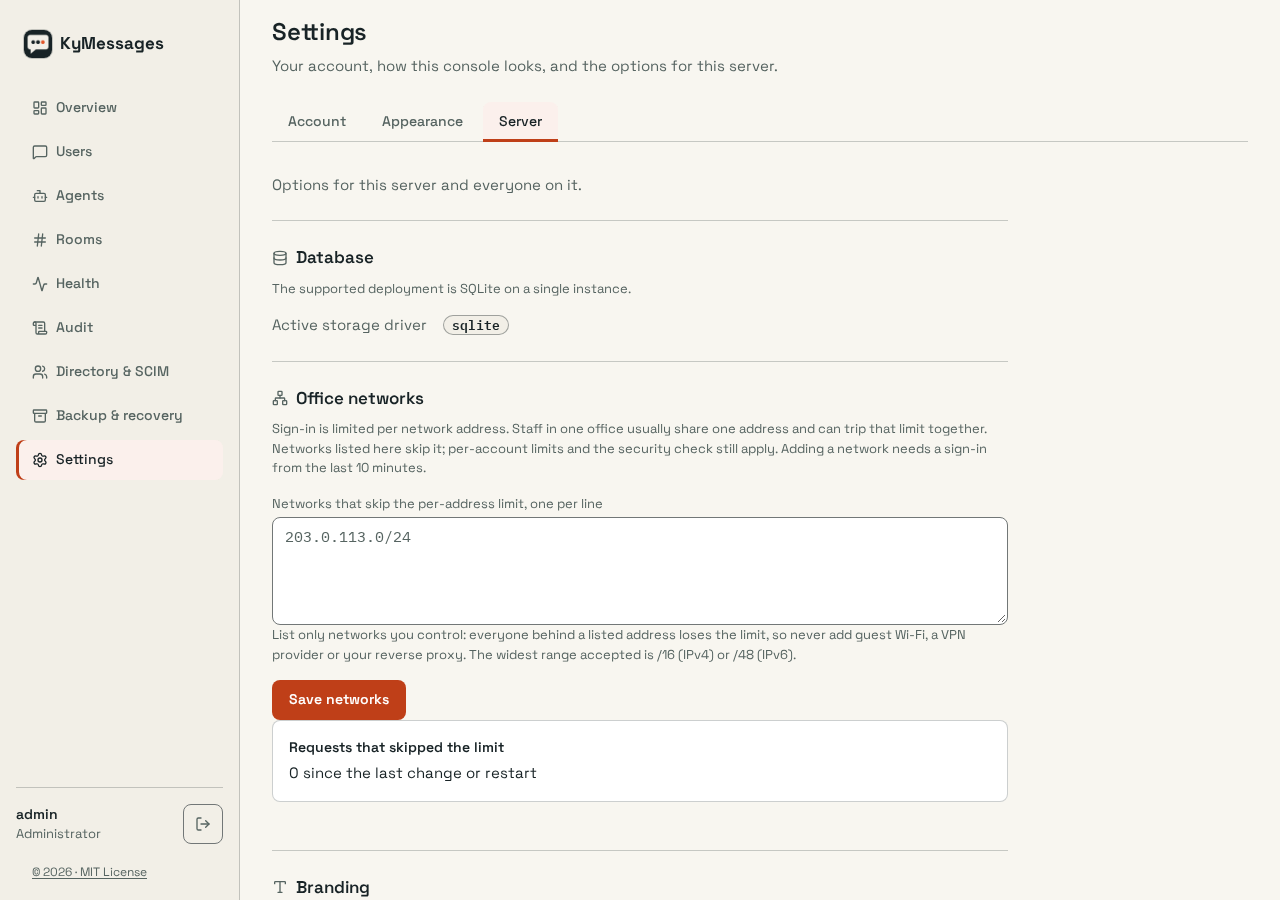 KyMessages
Overview
Users
Agents
Rooms
Health
Audit
Directory & SCIM
Backup & recovery
Settings
admin
Administrator
© 2026 · MIT License
Settings
Your account, how this console looks, and the options for this server.
Account
Appearance
Server
Options for this server and everyone on it.
Database
The supported deployment is SQLite on a single instance.
Active storage driver sqlite
Office networks
Sign-in is limited per network address. Staff in one office usually share one address and can trip that limit together.
Networks listed here skip it; per-account limits and the security check still apply. Adding a network needs a sign-in
from the last 10 minutes.
Networks that skip the per-address limit, one per line
203.0.113.0/24
List only networks you control: everyone behind a listed address loses the limit, so never add guest Wi-Fi, a VPN
provider or your reverse proxy. The widest range accepted is /16 (IPv4) or /48 (IPv6).
Save networks
Requests that skipped the limit
0 since the last change or restart
Branding